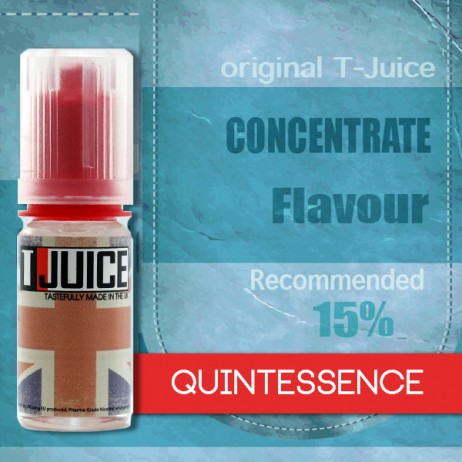 original T-Juice
CONCENTRATE
Flavour
Recommended
15%
QUINTESSENCE
T JUICE
TASTEFULLY MADE IN THE UK